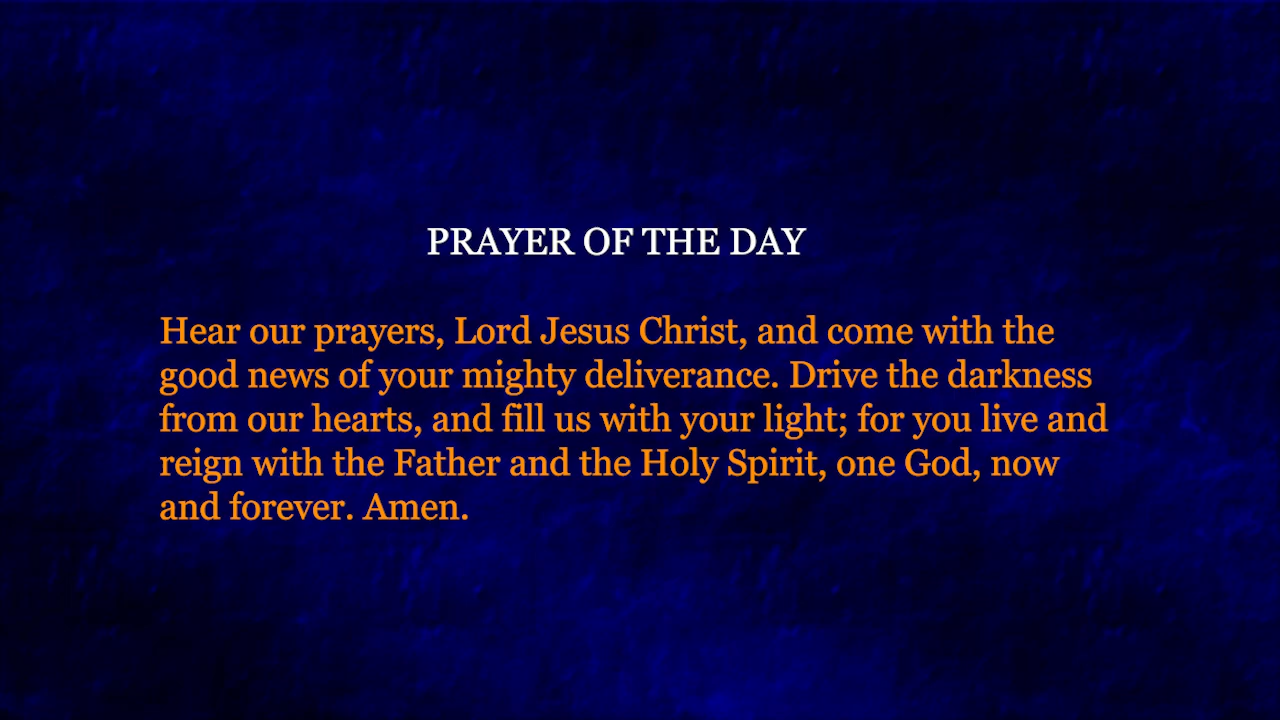 PRAYER OF THE DAY
Hear our prayers, Lord Jesus Christ, and come with the
good news of your mighty deliverance. Drive the darkness
from our hearts, and fill us with your light; for you live and
reign with the Father and the Holy Spirit, one God, now
and forever. Amen.